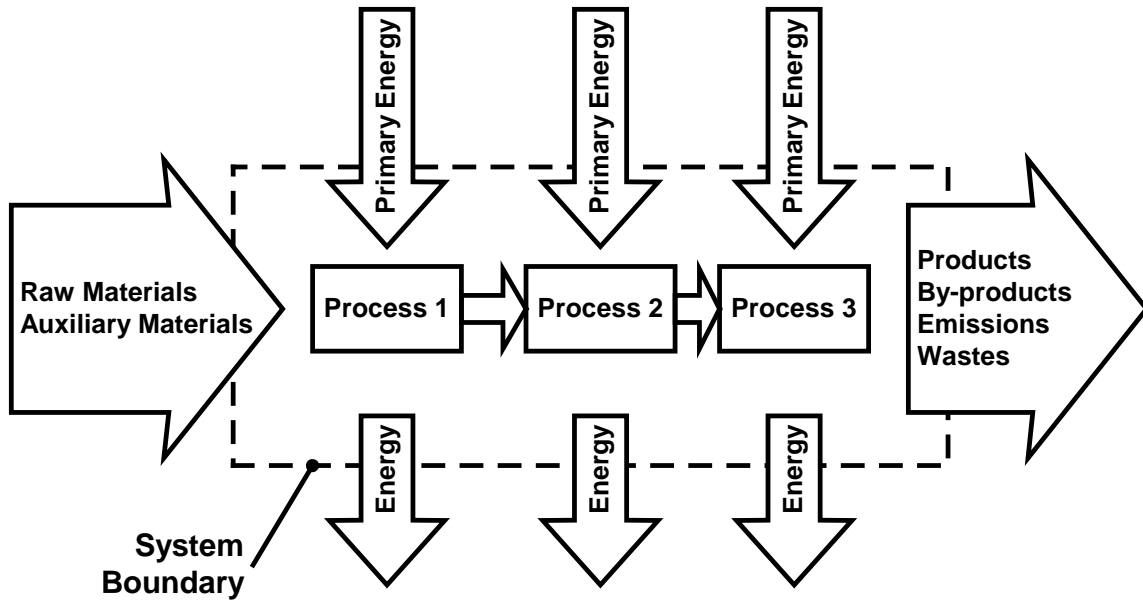 Primary Energy
Primary Energy
Primary Energy
Raw Materials
Auxiliary Materials
Process 1
Process 2
Process 3
Products
By-products
Emissions
Wastes
Energy
Energy
Energy
System
Boundary